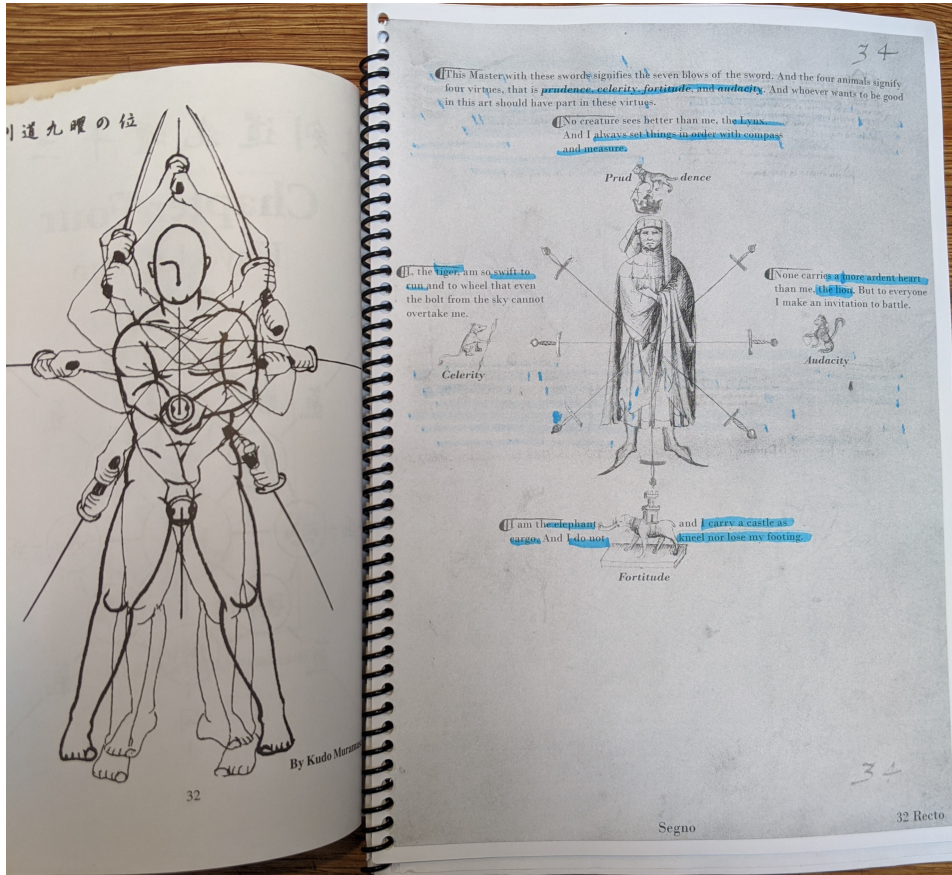 道九曜の位
By Kudo
32
34
This Master with these swords signifies the seven blows of the sword. And the four animals signify
four virtues, that is prudence, celerity, fortitude, and audacity. And whoever wants to be good
in this art should have part in these virtues.
No creature sees better than me, the Lynx.
And I always set things in order with compass
and measure.
Prud dence
I, the tiger, am so swift to
run and to wheel that even
the bolt from the sky cannot
overtake me.
Celerity
None carries a more ardent heart
than me, the lion. But to everyone
I make an invitation to battle.
Audacity
I am the elephant and I carry a castle as
cargo. And I do not kneel nor lose my footing.
Fortitude
Segno
32 Recto